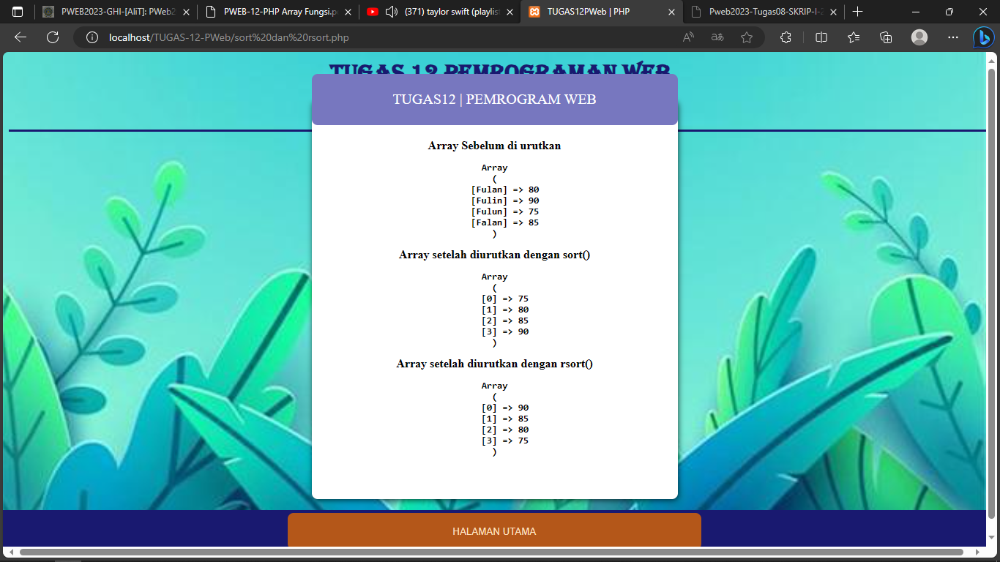 PWEB2023-GHI-[AliT]: PWeb2
PWEB-12-PHP Array Fungsi.p
(371) taylor swift (playlis
TUGAS12PWeb | PHP
Pweb2023-Tugas08-SKRIP-I-2
localhost/TUGAS-12-PWeb/sort%20dan%20rsort.php
TUGAS 12 PEMROGRAMAN WEB
TUGAS12 | PEMROGRAM WEB
Array Sebelum di urutkan
Array
(
[Fulan] => 80
[Fulin] => 90
[Fulun] => 75
[Falan] => 85
)
Array setelah diurutkan dengan sort()
Array
(
[0] => 75
[1] => 80
[2] => 85
[3] => 90
)
Array setelah diurutkan dengan rsort()
Array
(
[0] => 90
[1] => 85
[2] => 80
[3] => 75
)
HALAMAN UTAMA